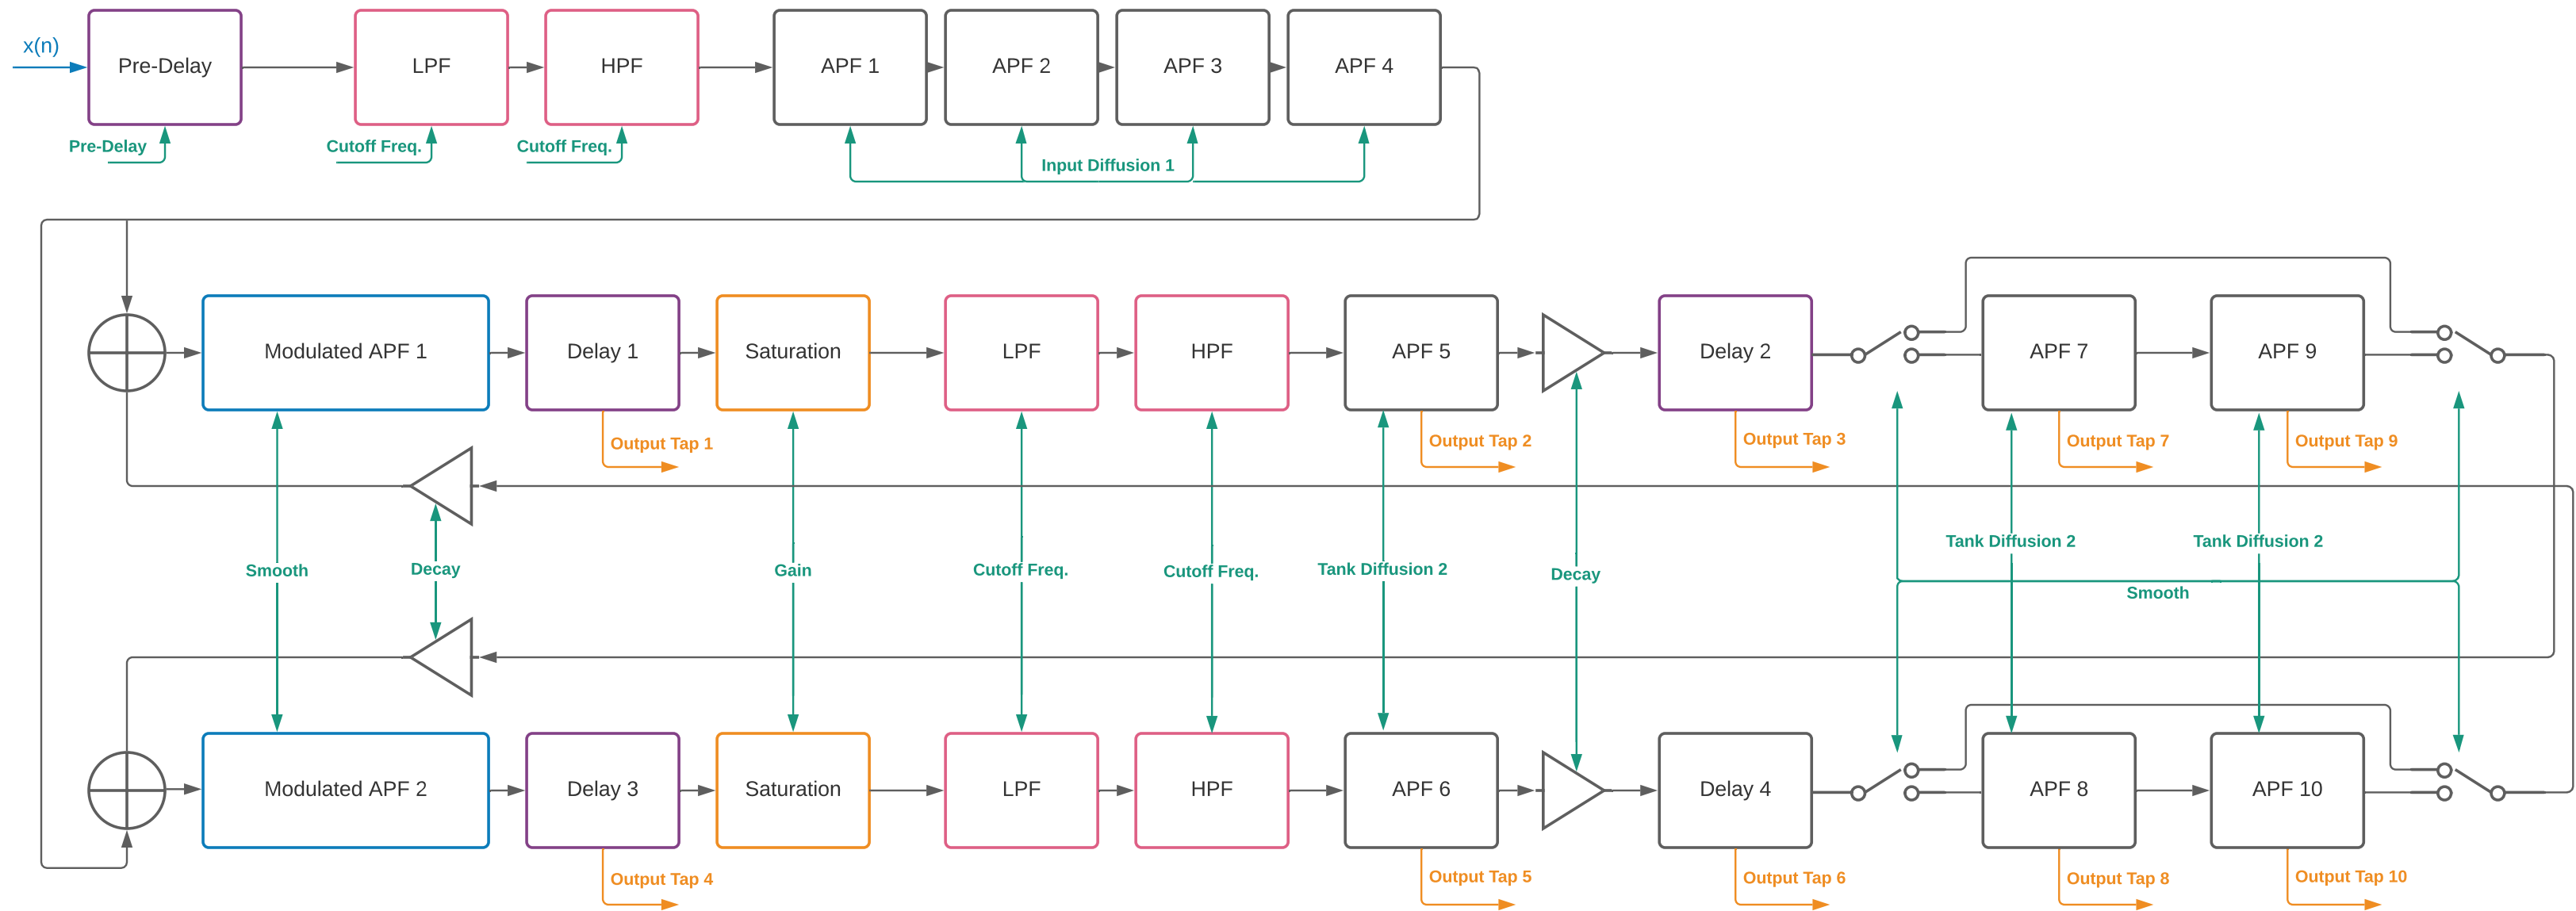 x(n)
Pre-Delay
LPF
HPF
APF 1
APF 2
APF 3
APF 4
Pre-Delay
Cutoff Freq.
Cutoff Freq.
Input Diffusion 1
Modulated APF 1
Delay 1
Saturation
LPF
HPF
APF 5
Delay 2
APF 7
APF 9
Output Tap 1
Output Tap 2
Output Tap 3
Output Tap 7
Output Tap 9
Smooth
Decay
Gain
Cutoff Freq.
Cutoff Freq.
Tank Diffusion 2
Decay
Tank Diffusion 2
Tank Diffusion 2
Smooth
Modulated APF 2
Delay 3
Saturation
LPF
HPF
APF 6
Delay 4
APF 8
APF 10
Output Tap 4
Output Tap 5
Output Tap 6
Output Tap 8
Output Tap 10